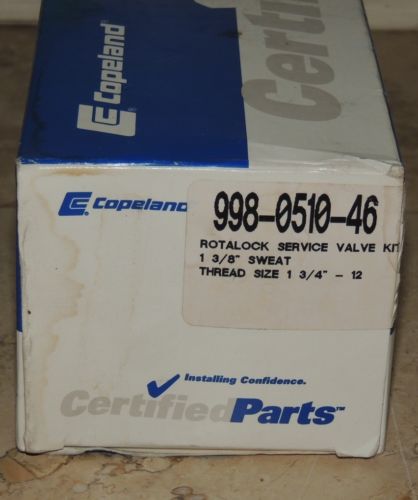 Copeland
Certi
Copeland
998-0510-46
ROTALOCK SERVICE VALVE KIT
1 3/8" SWEAT
THREAD SIZE 1 3/4" - 12
Installing Confidence.
CertifiedParts™